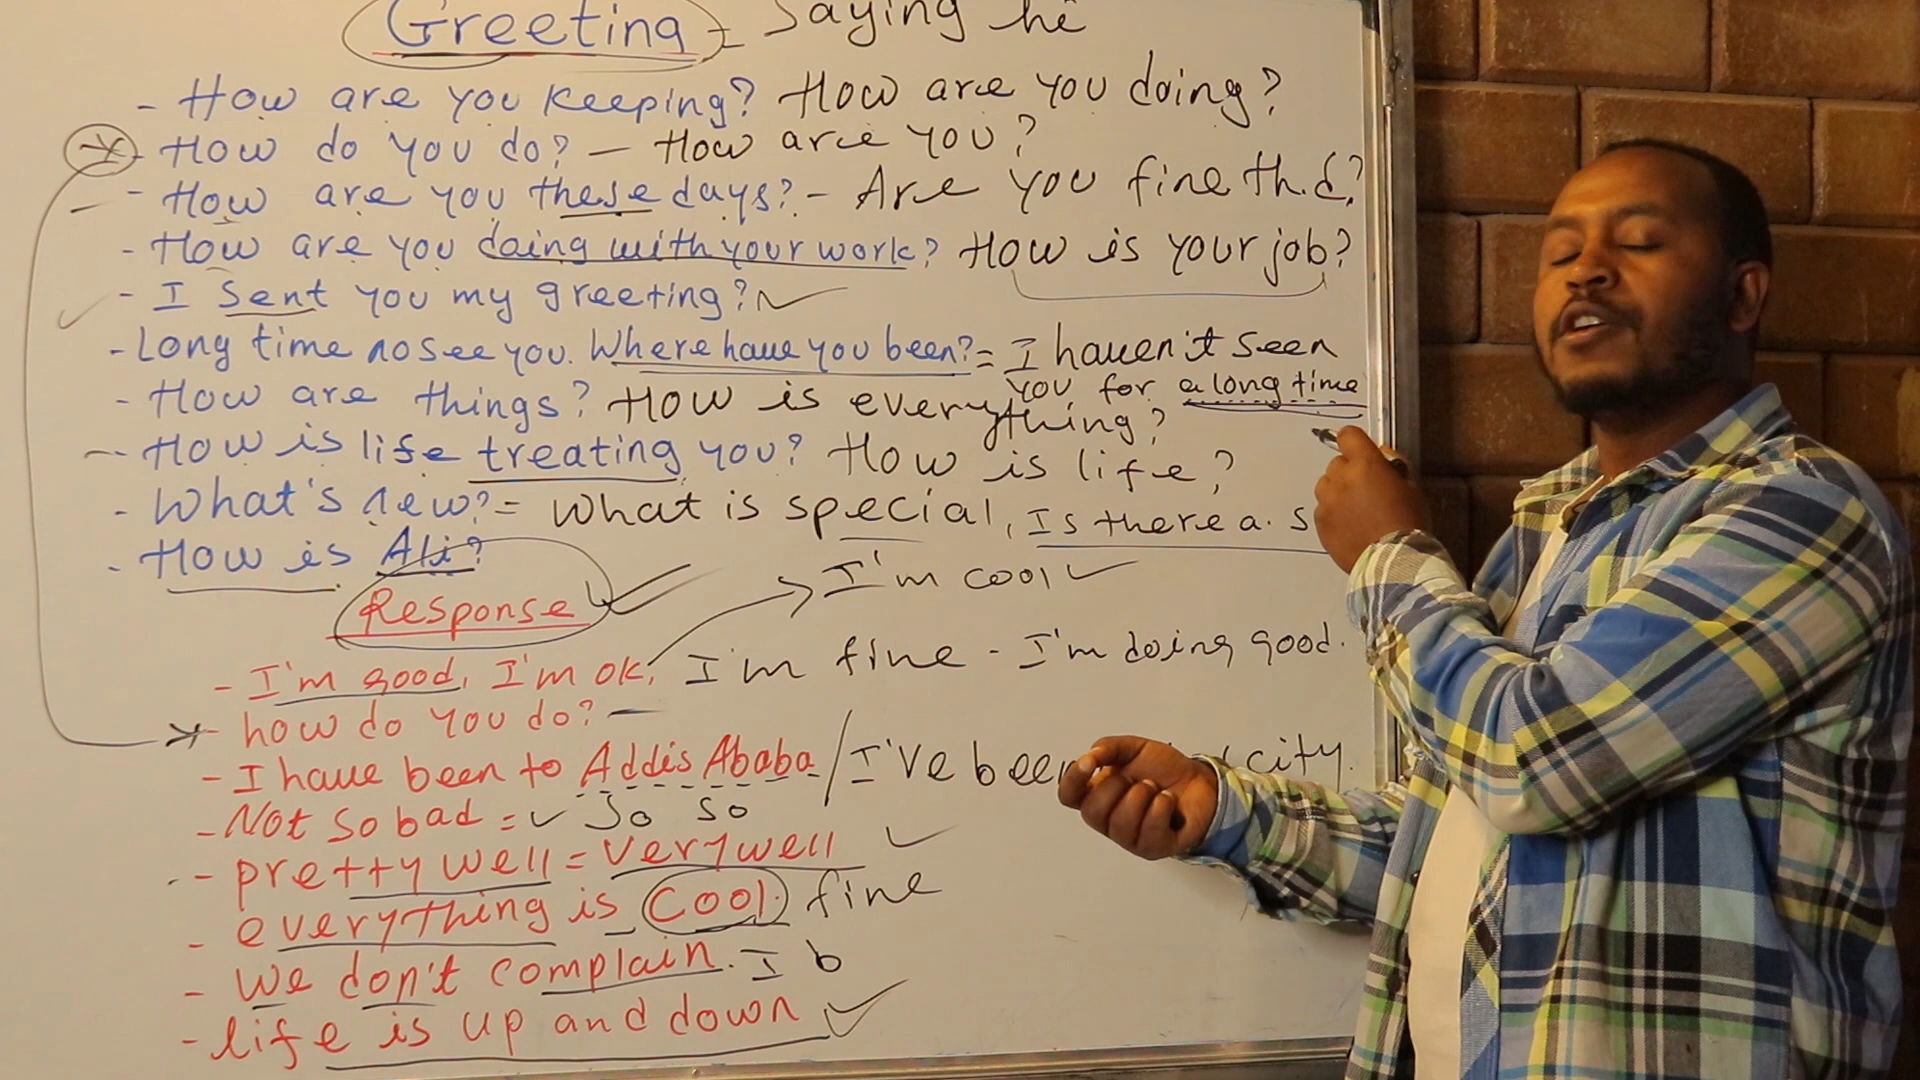 Greeting = Saying hi
- How are you keeping? How are you doing?
- How do you do? - How are you?
- How are you these days? - Are you fine th.d?
- How are you doing with your work? How is your job?
- I sent you my greeting?
- Long time no see you. Where have you been? = I haven't seen
you for a long time
- How are things? How is everything?
- How is life treating you? How is life?
- What's new? = What is special, Is there a. s
- How is Ali?
Response
I'm cool
- I'm good, I'm ok, I'm fine - I'm doing good.
- how do you do? -
- I have been to Addis Ababa / I've been city.
- Not so bad = So so
- pretty well = very well
- everything is cool. fine
- We don't complain. I b
- life is up and down